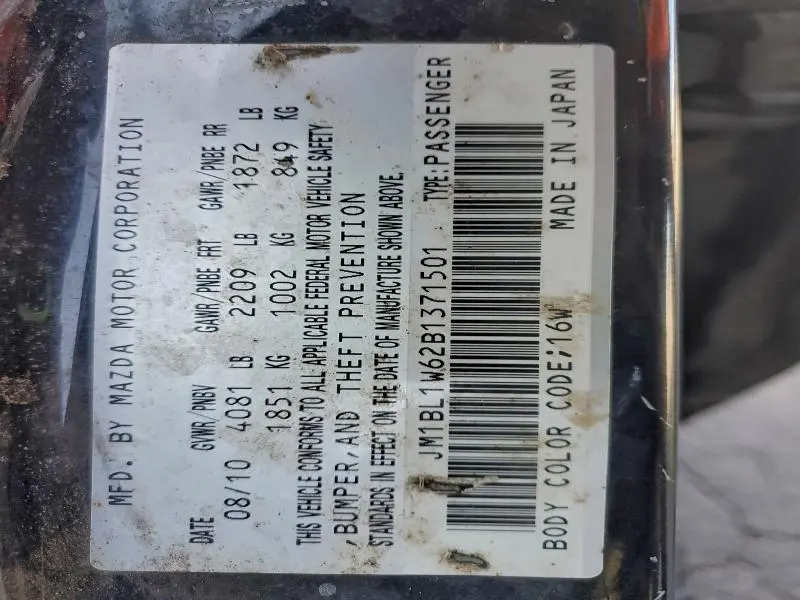 MFD. BY MAZDA MOTOR CORPORATION
DATE GVWR/PNBV GAWR/PNBE FRT GAWR/PNBE RR
08/10 4081 LB 2209 LB 1872 LB
1851 KG 1002 KG 849 KG
THIS VEHICLE CONFORMS TO ALL APPLICABLE FEDERAL MOTOR VEHICLE SAFETY
,BUMPER,AND THEFT PREVENTION
STANDARDS IN EFFECT ON THE DATE OF MANUFACTURE SHOWN ABOVE.
JM1BL1W62B1371501 TYPE:PASSENGER
BODY COLOR CODE;16W MADE IN JAPAN